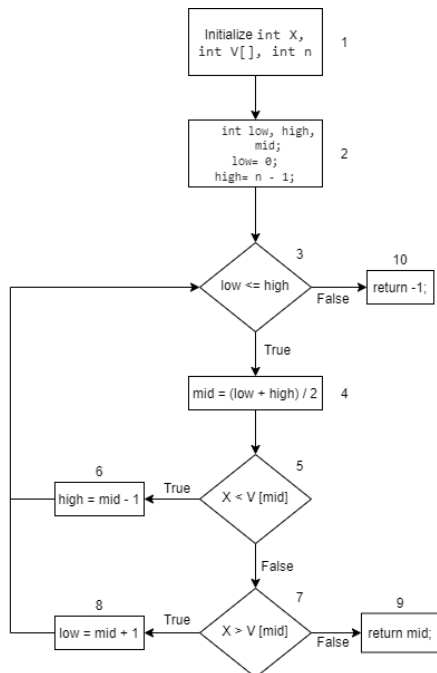 Initialize int X,
int V[], int n
1
int low, high,
mid;
low= 0;
high= n - 1;
2
3
low <= high
False
10
return -1;
True
mid = (low + high) / 2
4
5
X < V [mid]
True
6
high = mid - 1
False
7
X > V [mid]
True
8
low = mid + 1
False
9
return mid;